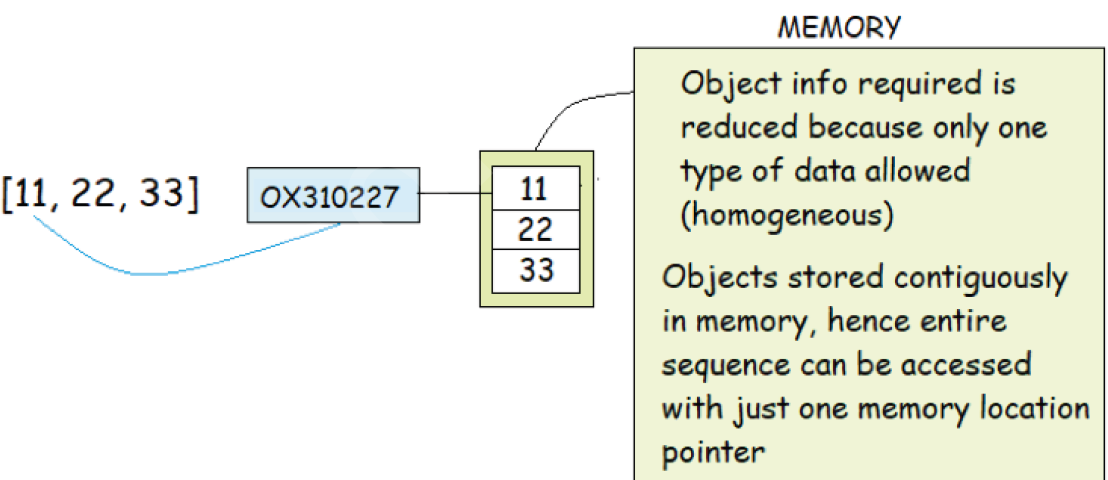 MEMORY
Object info required is
reduced because only one
type of data allowed
(homogeneous)
Objects stored contiguously
in memory, hence entire
sequence can be accessed
with just one memory location
pointer
[11, 22, 33]
OX310227
11
22
33